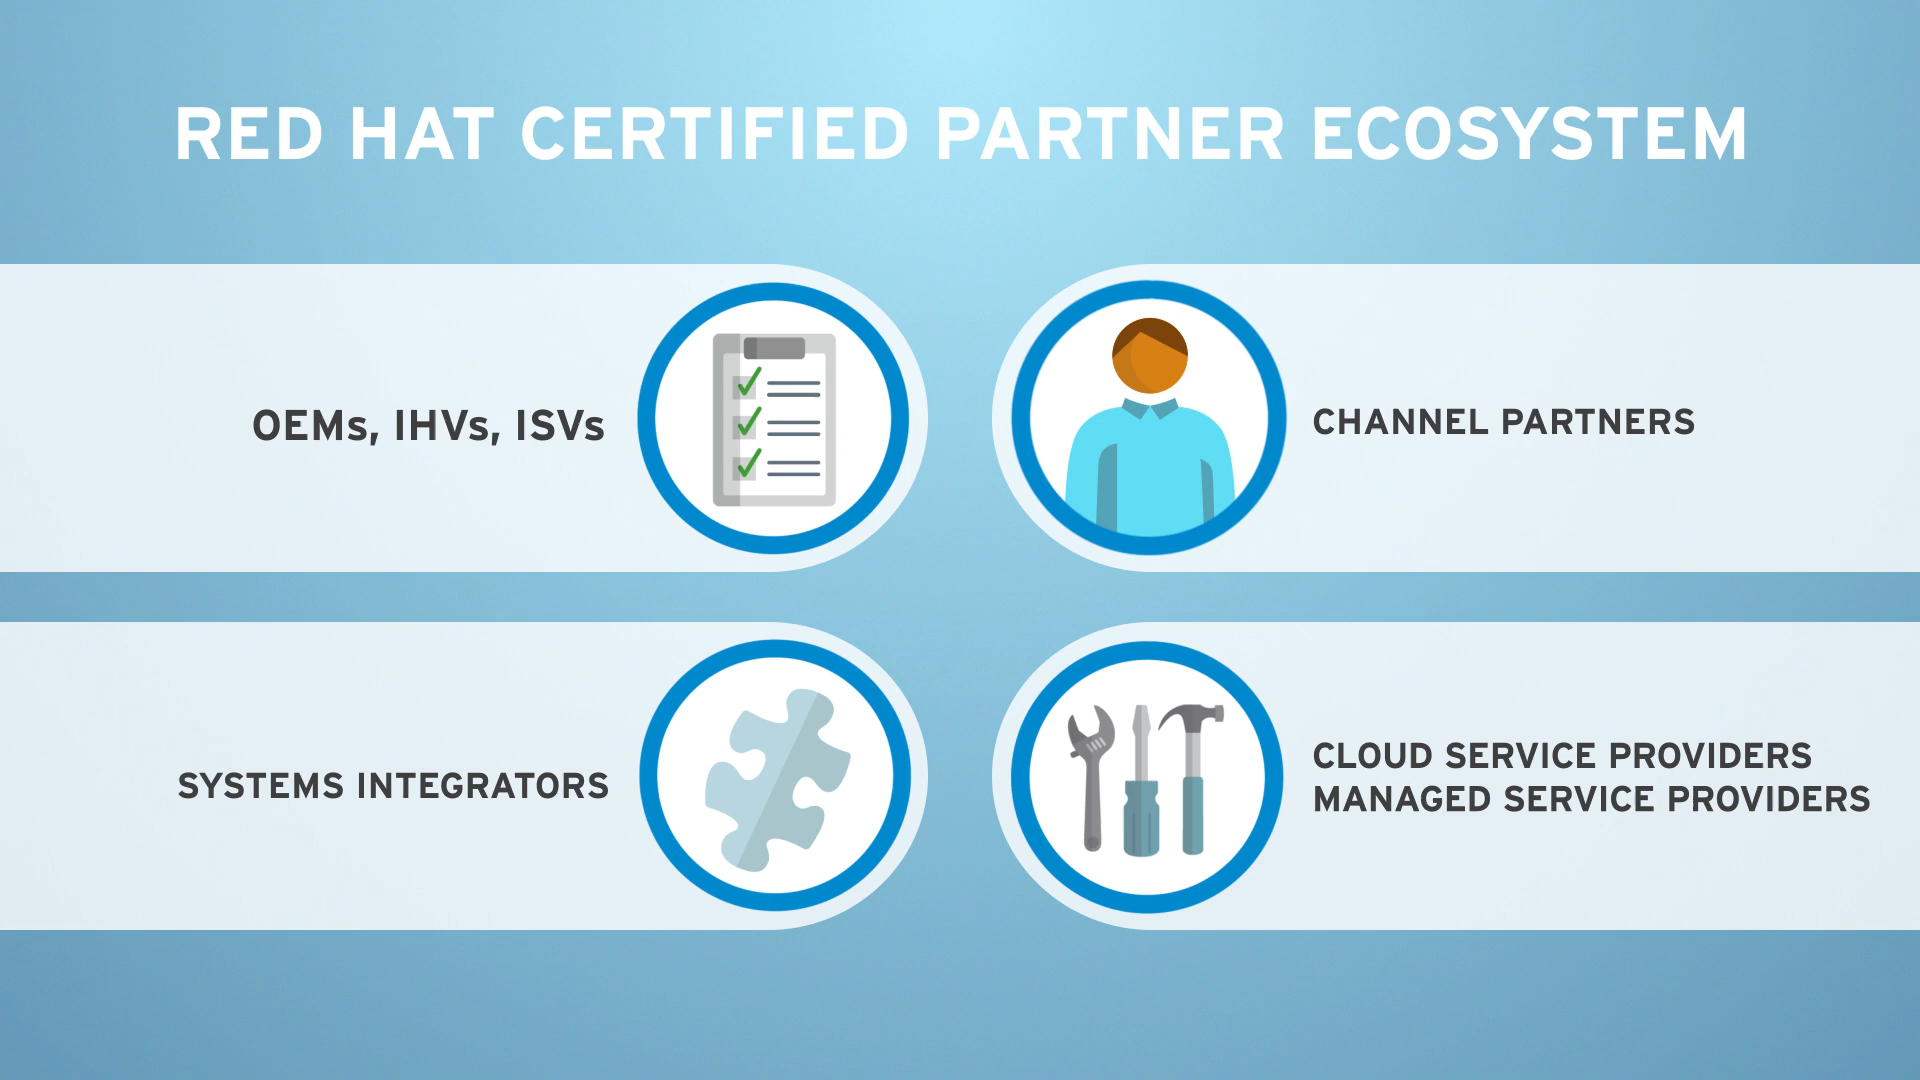 RED HAT CERTIFIED PARTNER ECOSYSTEM
OEMs, IHVs, ISVs
CHANNEL PARTNERS
SYSTEMS INTEGRATORS
CLOUD SERVICE PROVIDERS
MANAGED SERVICE PROVIDERS